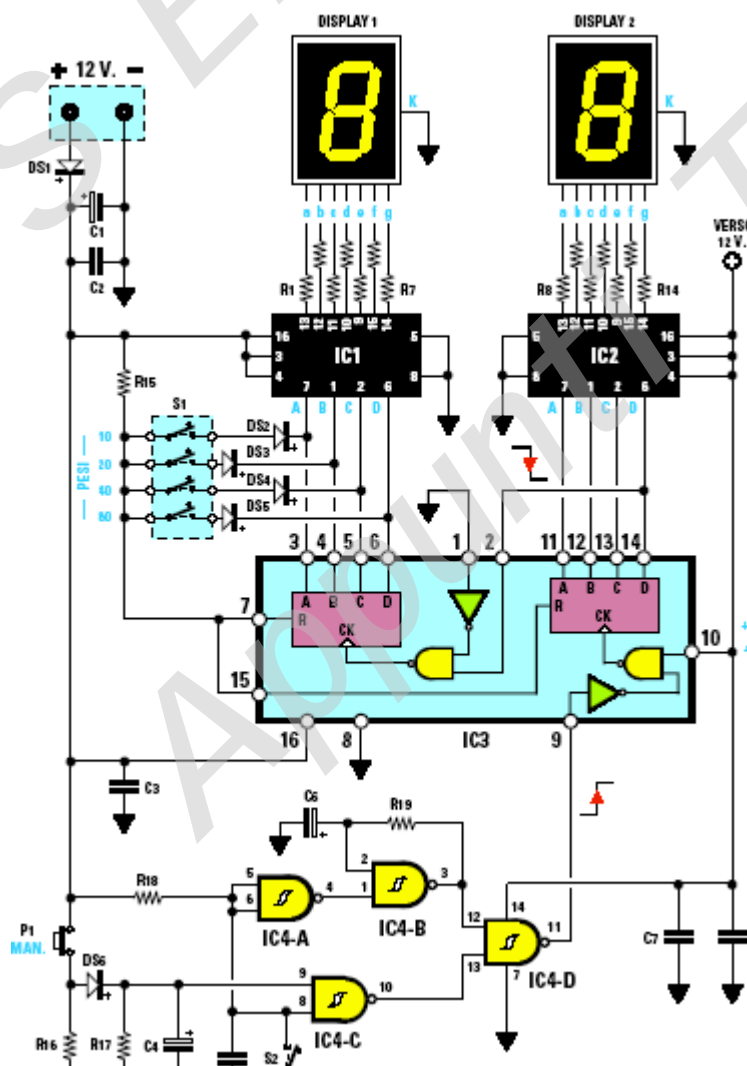 DISPLAY 1
DISPLAY 2
+ 12 V. -
K
K
DS1
+
C1
+
C2
a b c d e f g
a b c d e f g
VERSO
12 V.
R1
R7
R8
R14
13 12 11 10 9 15 14
13 12 11 10 9 15 14
16
3
4
IC1
5
8
5
8
IC2
16
3
4
7 1 2 6
7 1 2 6
A B C D
A B C D
R15
S1
PESI
10
20
40
80
DS2
+
DS3
+
DS4
+
DS5
+
3 4 5 6
1
2
11 12 13 14
A B C D
A B C D
7
R
CK
R
CK
10
15
16
8
IC3
9
C3
C6
+
R19
R18
5
6
4
IC4-A
2
1
3
IC4-B
14
12
13
11
7
IC4-D
C7
P1
MAN.
DS6
+
9
8
10
IC4-C
R16
R17
C4
+
S2
S E
Appunti T